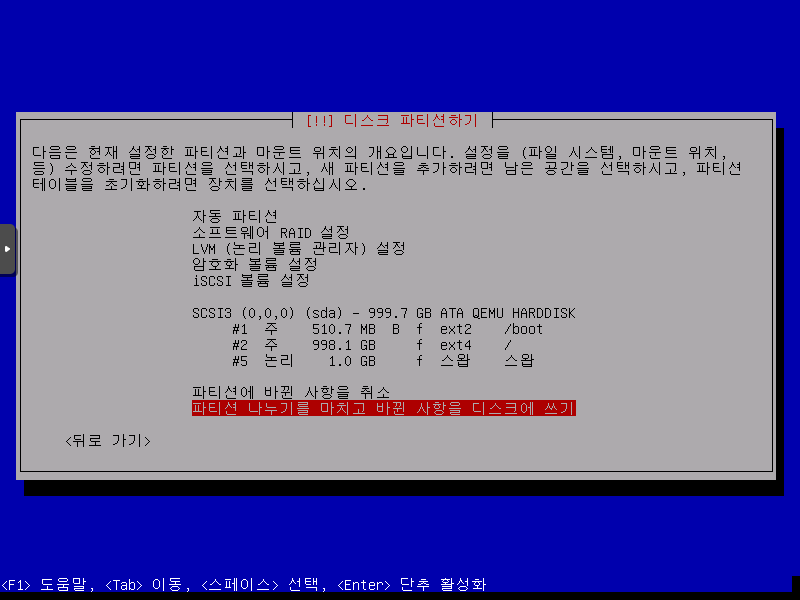 [!!] 디스크 파티션하기
다음은 현재 설정한 파티션과 마운트 위치의 개요입니다. 설정을 (파일 시스템, 마운트 위치,
등) 수정하려면 파티션을 선택하시고, 새 파티션을 추가하려면 남은 공간을 선택하시고, 파티션
테이블을 초기화하려면 장치를 선택하십시오.
자동 파티션
소프트웨어 RAID 설정
LVM (논리 볼륨 관리자) 설정
암호화 볼륨 설정
iSCSI 볼륨 설정
SCSI3 (0,0,0) (sda) - 999.7 GB ATA QEMU HARDDISK
#1 주 510.7 MB B f ext2 /boot
#2 주 998.1 GB f ext4 /
#5 논리 1.0 GB f 스왑 스왑
파티션에 바뀐 사항을 취소
파티션 나누기를 마치고 바뀐 사항을 디스크에 쓰기
<뒤로 가기>
<F1> 도움말, <Tab> 이동, <스페이스> 선택, <Enter> 단추 활성화